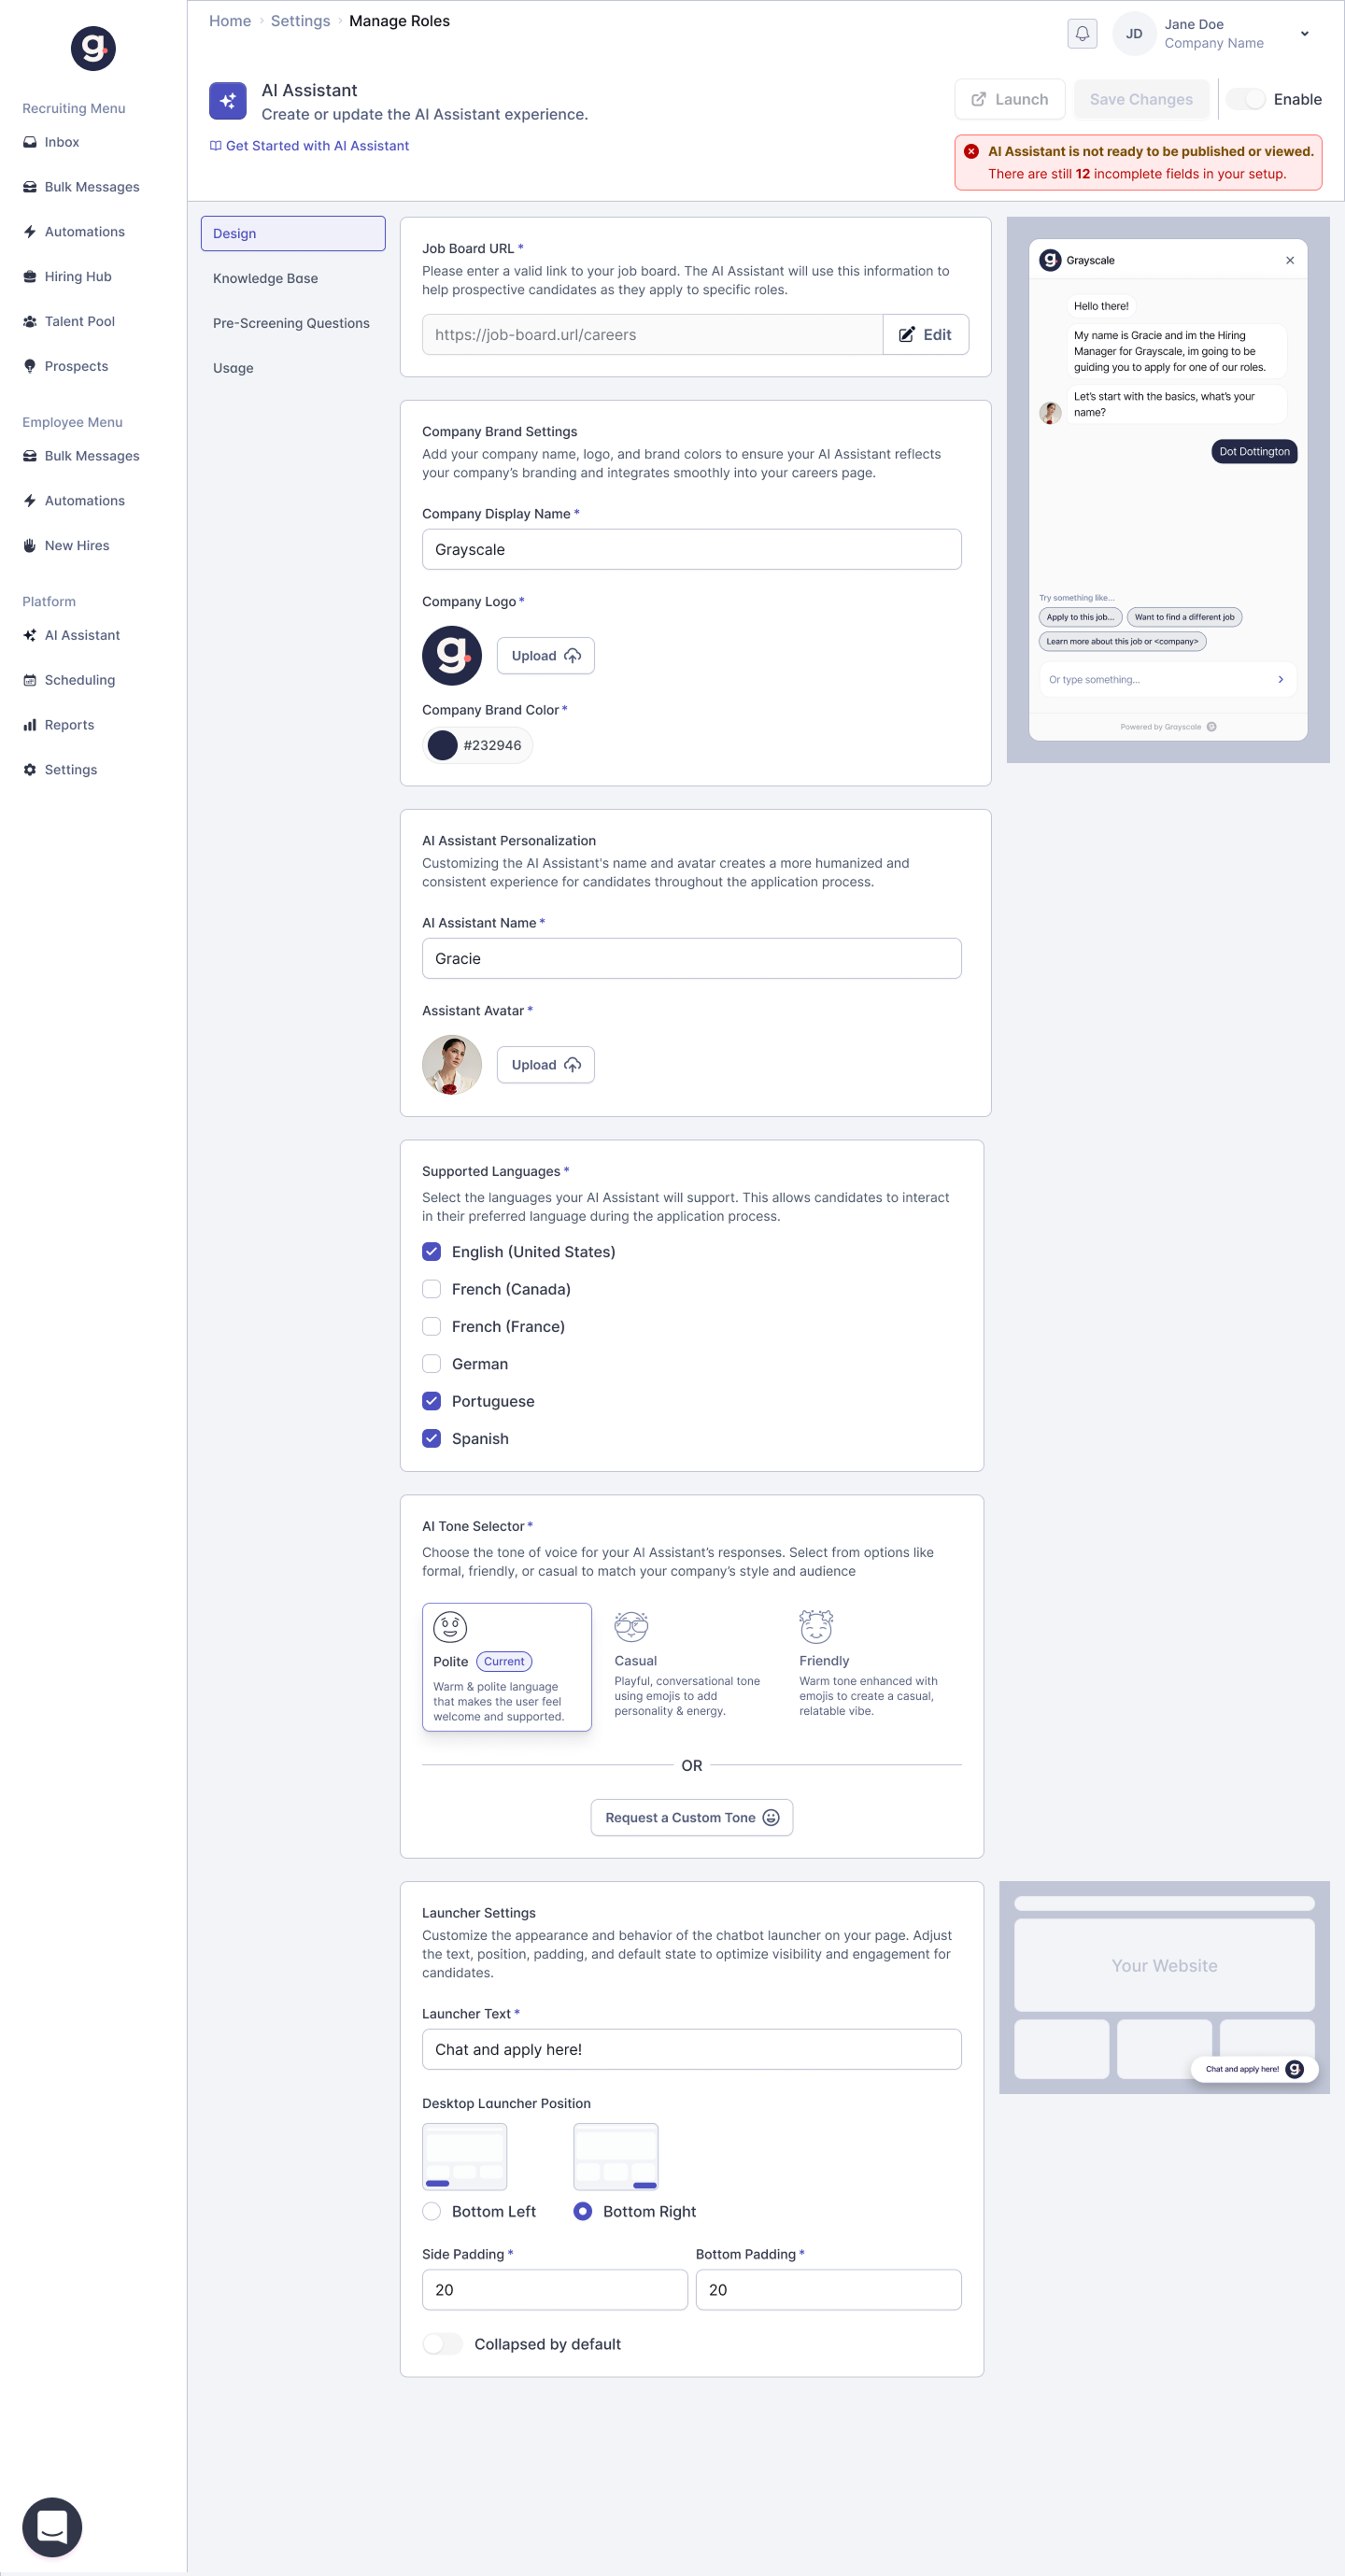 g.
Recruiting Menu
Inbox
Bulk Messages
Automations
Hiring Hub
Talent Pool
Prospects
Employee Menu
Bulk Messages
Automations
New Hires
Platform
AI Assistant
Scheduling
Reports
Settings
Home › Settings › Manage Roles
JD
Jane Doe
Company Name
AI Assistant
Create or update the AI Assistant experience.
Get Started with AI Assistant
Launch
Save Changes
Enable
AI Assistant is not ready to be published or viewed.
There are still 12 incomplete fields in your setup.
Design
Knowledge Base
Pre-Screening Questions
Usage
Job Board URL *
Please enter a valid link to your job board. The AI Assistant will use this information to
help prospective candidates as they apply to specific roles.
https://job-board.url/careers
Edit
Company Brand Settings
Add your company name, logo, and brand colors to ensure your AI Assistant reflects
your company’s branding and integrates smoothly into your careers page.
Company Display Name *
Grayscale
Company Logo *
g.
Upload
Company Brand Color *
#232946
g.
Grayscale
Hello there!
My name is Gracie and im the Hiring
Manager for Grayscale, im going to be
guiding you to apply for one of our roles.
Let's start with the basics, what's your
name?
Dot Dottington
Try something like...
Apply to this job...
Want to find a different job
Learn more about this job or <company>
Or type something...
Powered by Grayscale
g
AI Assistant Personalization
Customizing the AI Assistant's name and avatar creates a more humanized and
consistent experience for candidates throughout the application process.
AI Assistant Name *
Gracie
Assistant Avatar *
Upload
Supported Languages *
Select the languages your AI Assistant will support. This allows candidates to interact
in their preferred language during the application process.
English (United States)
French (Canada)
French (France)
German
Portuguese
Spanish
AI Tone Selector *
Choose the tone of voice for your AI Assistant’s responses. Select from options like
formal, friendly, or casual to match your company’s style and audience
Polite
Current
Warm & polite language
that makes the user feel
welcome and supported.
Casual
Playful, conversational tone
using emojis to add
personality & energy.
Friendly
Warm tone enhanced with
emojis to create a casual,
relatable vibe.
OR
Request a Custom Tone
Launcher Settings
Customize the appearance and behavior of the chatbot launcher on your page. Adjust
the text, position, padding, and default state to optimize visibility and engagement for
candidates.
Launcher Text *
Chat and apply here!
Desktop Launcher Position
Bottom Left
Bottom Right
Side Padding *
20
Bottom Padding *
20
Collapsed by default
Your Website
Chat and apply here!
g